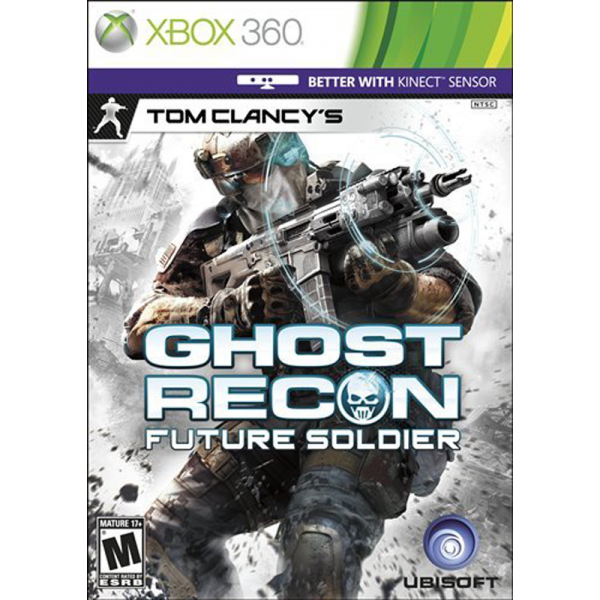 XBOX 360
BETTER WITH KINECT™ SENSOR
NTSC
TOM CLANCY'S
GHOST
RECON
FUTURE SOLDIER
MATURE 17+
M
CONTENT RATED BY
ESRB
UBISOFT